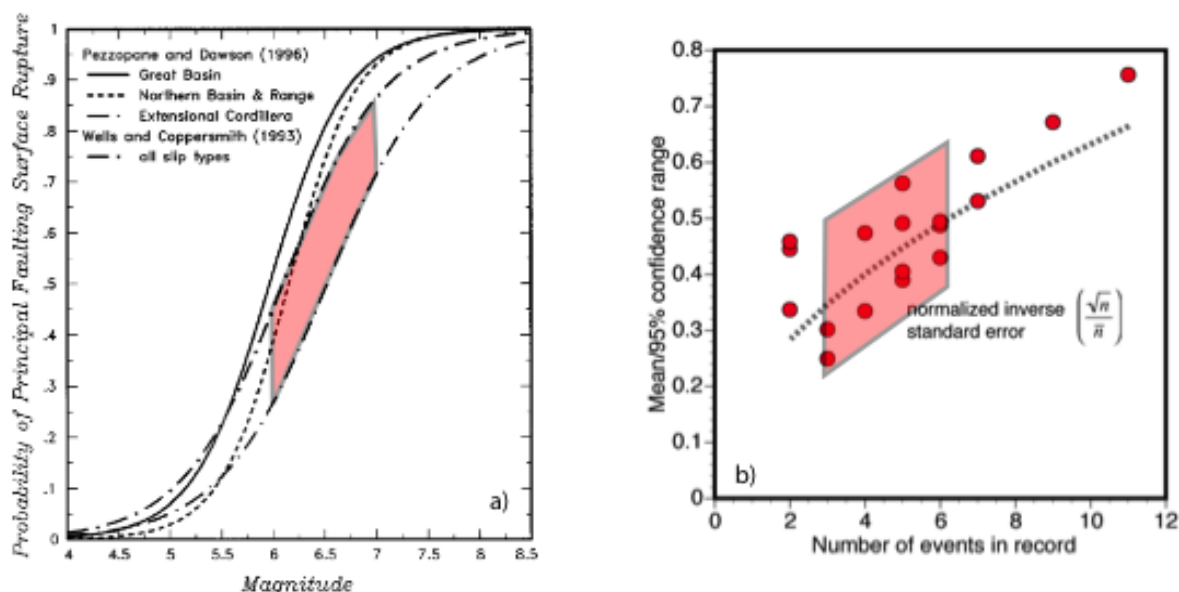 Probability of Principal Faulting Surface Rupture
1
.9
.8
.7
.6
.5
.4
.3
.2
.1
0
Pezzopane and Dawson (1996)
Great Basin
Northern Basin & Range
Extensional Cordillera
Wells and Coppersmith (1993)
all slip types
a)
4 4.5 5 5.5 6 6.5 7 7.5 8 8.5
Magnitude
Mean/95% confidence range
0.8
0.7
0.6
0.5
0.4
0.3
0.2
0.1
0
normalized inverse
standard error (√n / n̄)
b)
0 2 4 6 8 10 12
Number of events in record